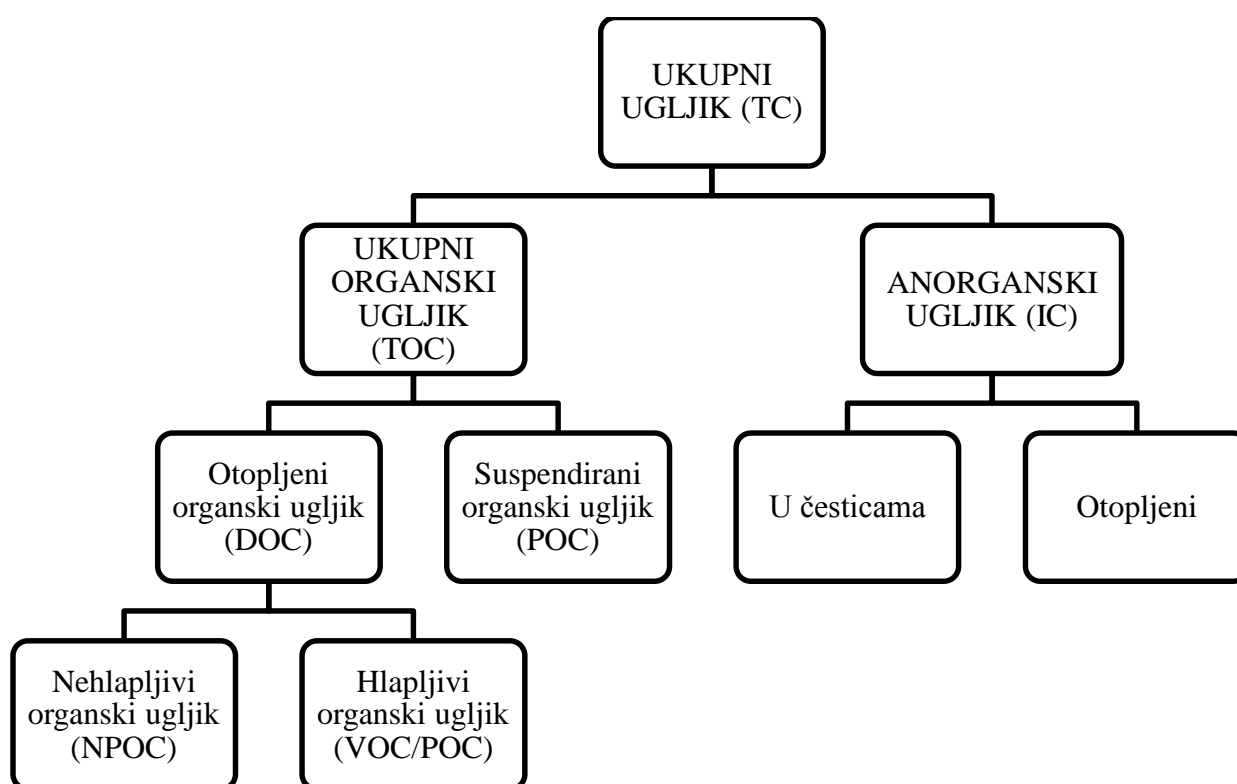 UKUPNI
UGLJIK (TC)
UKUPNI
ORGANSKI
UGLJIK
(TOC)
ANORGANSKI
UGLJIK (IC)
Otopljeni
organski ugljik
(DOC)
Suspendirani
organski ugljik
(POC)
U česticama
Otopljeni
Nehlapljivi
organski ugljik
(NPOC)
Hlapljivi
organski ugljik
(VOC/POC)